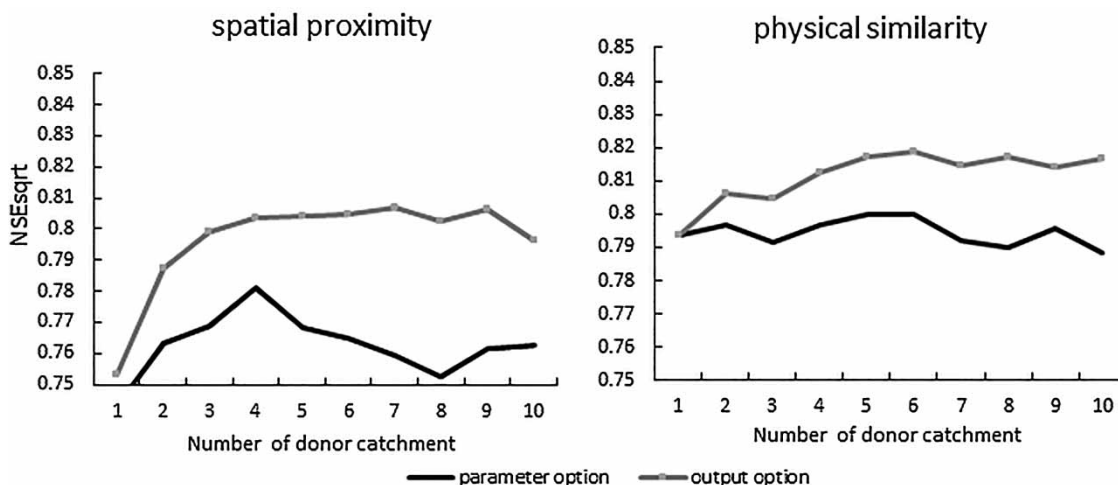 spatial proximity
NSEsqrt
0.85
0.84
0.83
0.82
0.81
0.8
0.79
0.78
0.77
0.76
0.75
1 2 3 4 5 6 7 8 9 10
Number of donor catchment
physical similarity
0.85
0.84
0.83
0.82
0.81
0.8
0.79
0.78
0.77
0.76
0.75
1 2 3 4 5 6 7 8 9 10
Number of donor catchment
parameter option
output option